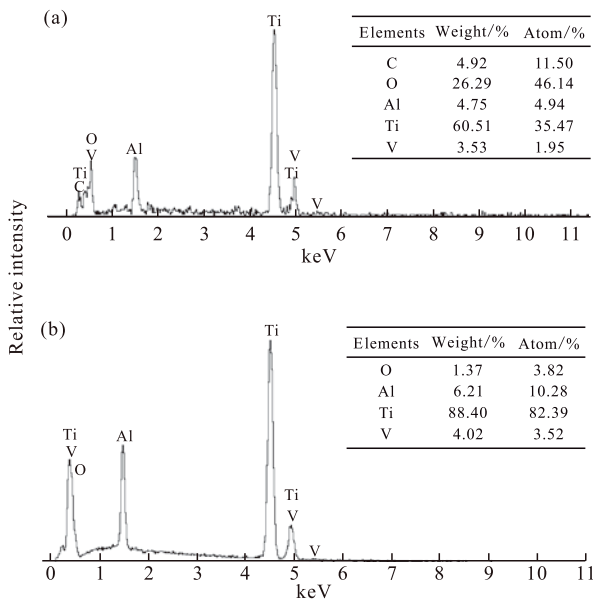 (a)
Ti
Elements Weight/% Atom/%
C 4.92 11.50
O 26.29 46.14
Al 4.75 4.94
Ti 60.51 35.47
V 3.53 1.95
O
V
Ti
C
Al
V
Ti
V
0 1 2 3 4 5 6 7 8 9 10 11
keV
Relative intensity
(b)
Ti
Elements Weight/% Atom/%
O 1.37 3.82
Al 6.21 10.28
Ti 88.40 82.39
V 4.02 3.52
Ti
V
O
Al
Ti
V
V
0 1 2 3 4 5 6 7 8 9 10 11
keV